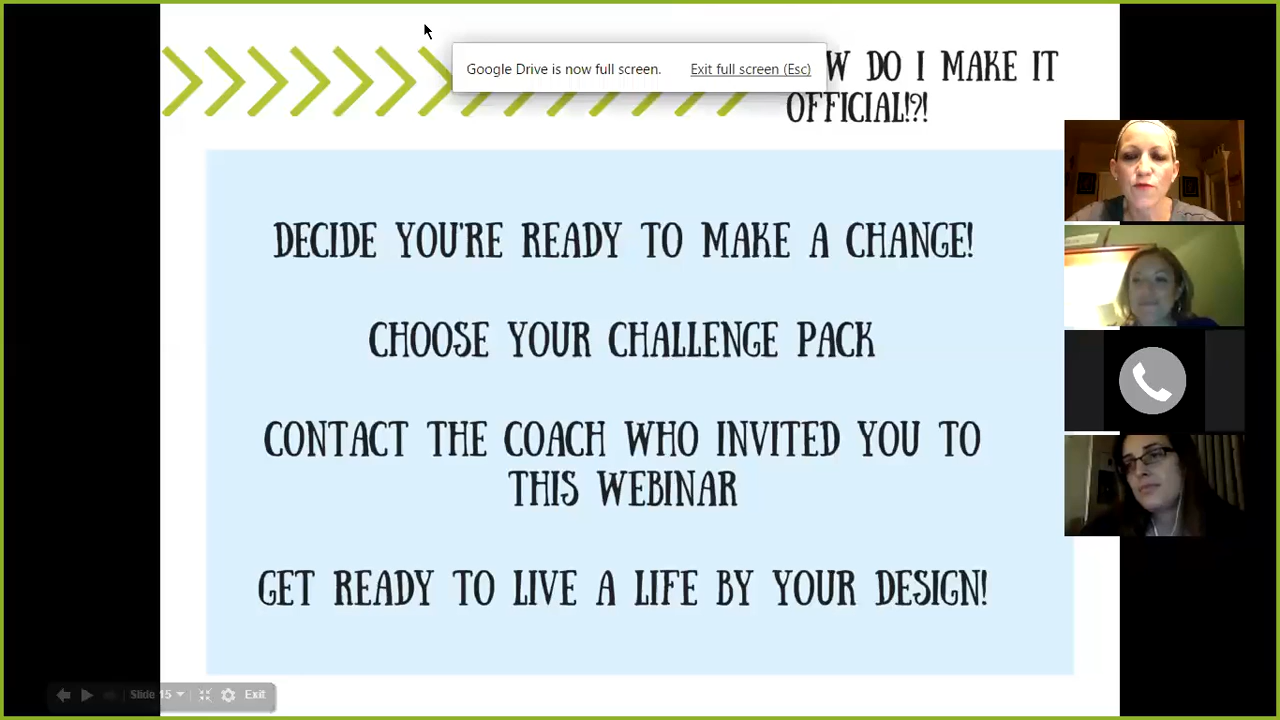 Google Drive is now full screen. Exit full screen (Esc)
W DO I MAKE IT
OFFICIAL!?!
DECIDE YOU'RE READY TO MAKE A CHANGE!
CHOOSE YOUR CHALLENGE PACK
CONTACT THE COACH WHO INVITED YOU TO
THIS WEBINAR
GET READY TO LIVE A LIFE BY YOUR DESIGN!
Slide 15 Exit